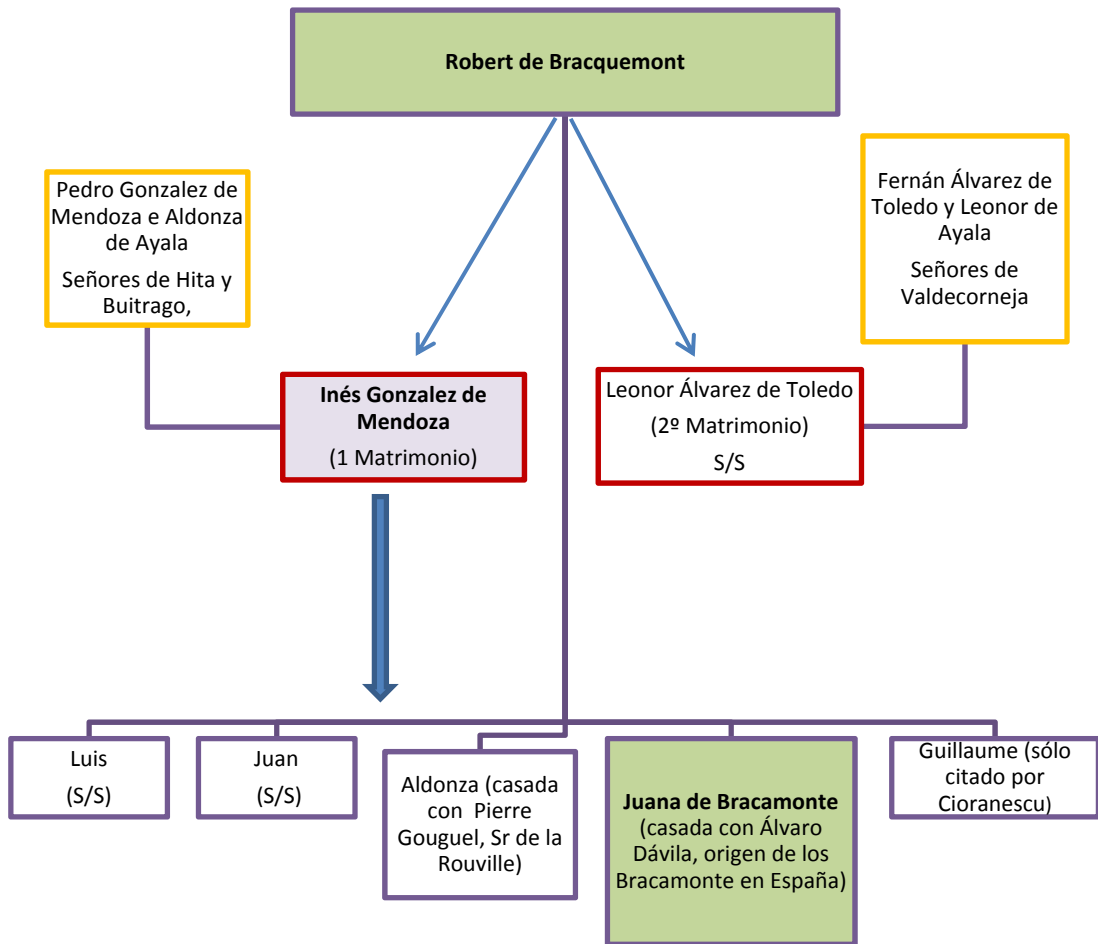 Robert de Bracquemont
Pedro Gonzalez de
Mendoza e Aldonza
de Ayala
Señores de Hita y
Buitrago,
Fernán Álvarez de
Toledo y Leonor de
Ayala
Señores de
Valdecorneja
Inés Gonzalez de
Mendoza
(1 Matrimonio)
Leonor Álvarez de Toledo
(2º Matrimonio)
S/S
Luis
(S/S)
Juan
(S/S)
Aldonza (casada
con Pierre
Gouguel, Sr de la
Rouville)
Juana de Bracamonte
(casada con Álvaro
Dávila, origen de los
Bracamonte en España)
Guillaume (sólo
citado por
Cioranescu)